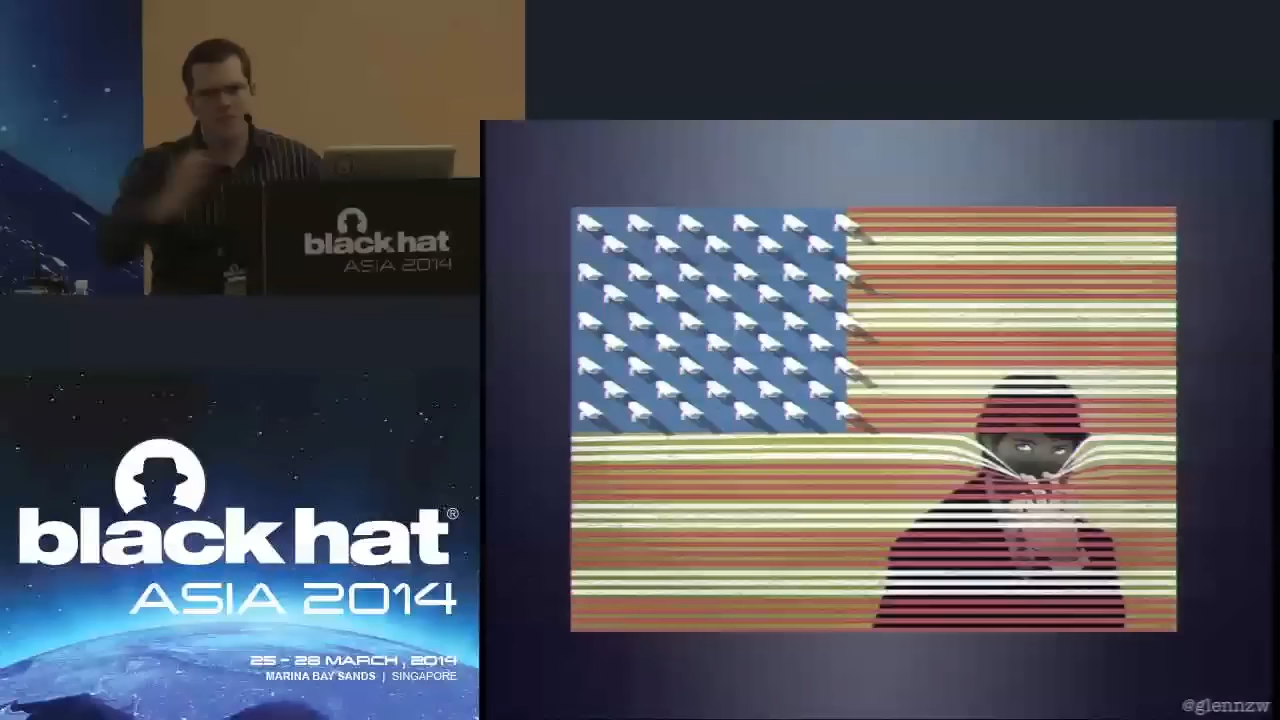 black hat
ASIA 2014
black hat®
ASIA 2014
25 - 28 MARCH, 2014
MARINA BAY SANDS | SINGAPORE
@glennzw